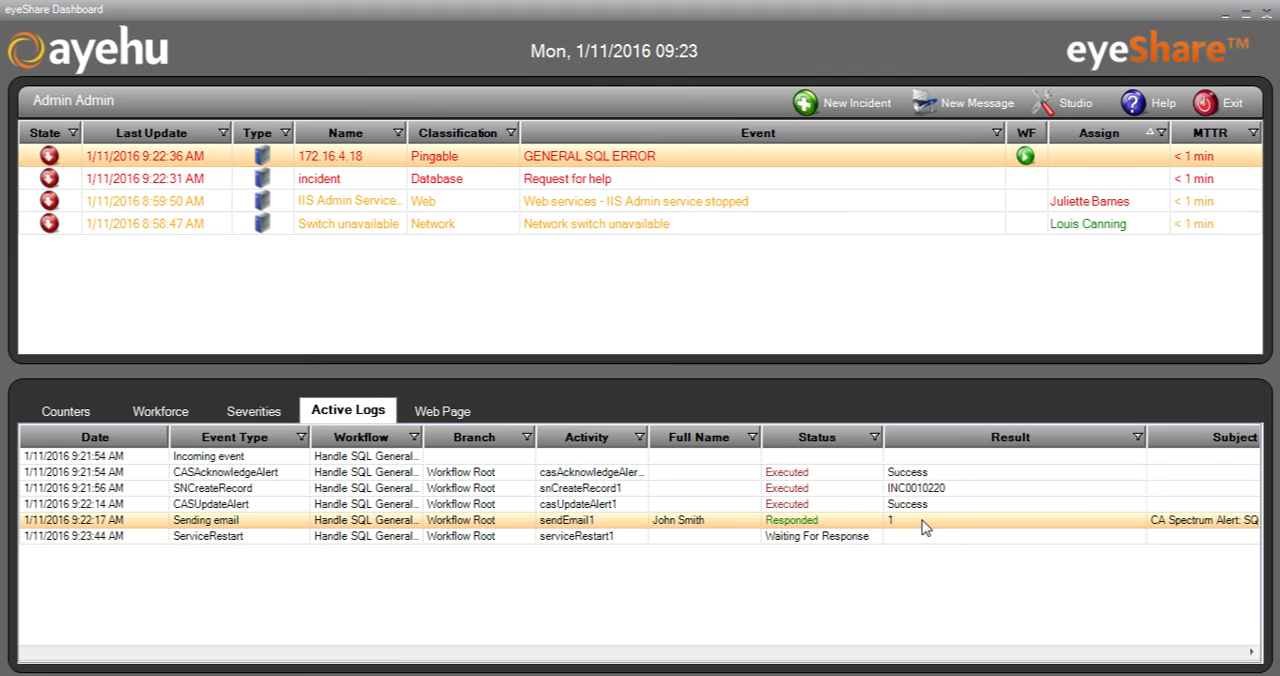 eyeShare Dashboard
ayehu
Mon, 1/11/2016 09:23
eyeShare™
Admin Admin
New Incident New Message Studio ? Help Exit
State Last Update Type Name Classification Event WF Assign MTTR
1/11/2016 9:22:36 AM 172.16.4.18 Pingable GENERAL SQL ERROR < 1 min
1/11/2016 9:22:31 AM incident Database Request for help < 1 min
1/11/2016 8:59:50 AM IIS Admin Service... Web Web services - IIS Admin service stopped Juliette Barnes < 1 min
1/11/2016 8:58:47 AM Switch unavailable Network Network switch unavailable Louis Canning < 1 min
Counters Workforce Severities Active Logs Web Page
Date Event Type Workflow Branch Activity Full Name Status Result Subject
1/11/2016 9:21:54 AM Incoming event Handle SQL General...
1/11/2016 9:21:54 AM CASAcknowledgeAlert Handle SQL General... Workflow Root casAcknowledgeAler... Executed Success
1/11/2016 9:21:56 AM SNCreateRecord Handle SQL General... Workflow Root snCreateRecord1 Executed INC0010220
1/11/2016 9:22:14 AM CASUpdateAlert Handle SQL General... Workflow Root casUpdateAlert1 Executed Success
1/11/2016 9:22:17 AM Sending email Handle SQL General... Workflow Root sendEmail1 John Smith Responded 1 CA Spectrum Alert: SQ
1/11/2016 9:23:44 AM ServiceRestart Handle SQL General... Workflow Root serviceRestart1 Waiting For Response